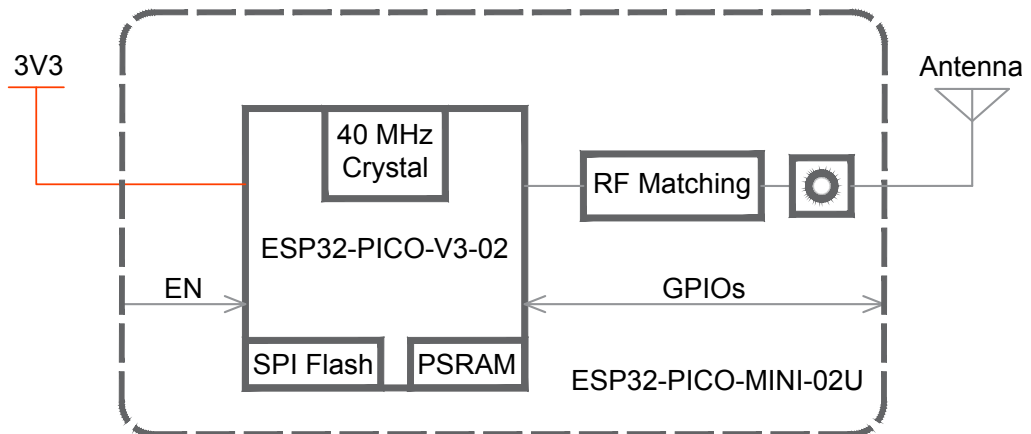 3V3
Antenna
40 MHz
Crystal
RF Matching
ESP32-PICO-V3-02
EN
GPIOs
SPI Flash
PSRAM
ESP32-PICO-MINI-02U